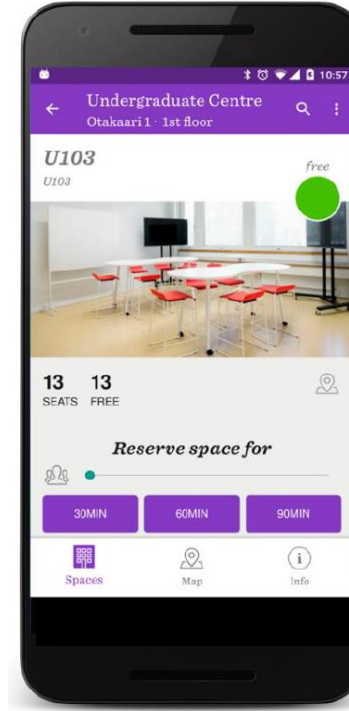 10:57
Undergraduate Centre
Otakaari 1 · 1st floor
U103
free
U103
13 13
SEATS FREE
Reserve space for
30MIN 60MIN 90MIN
Spaces Map Info